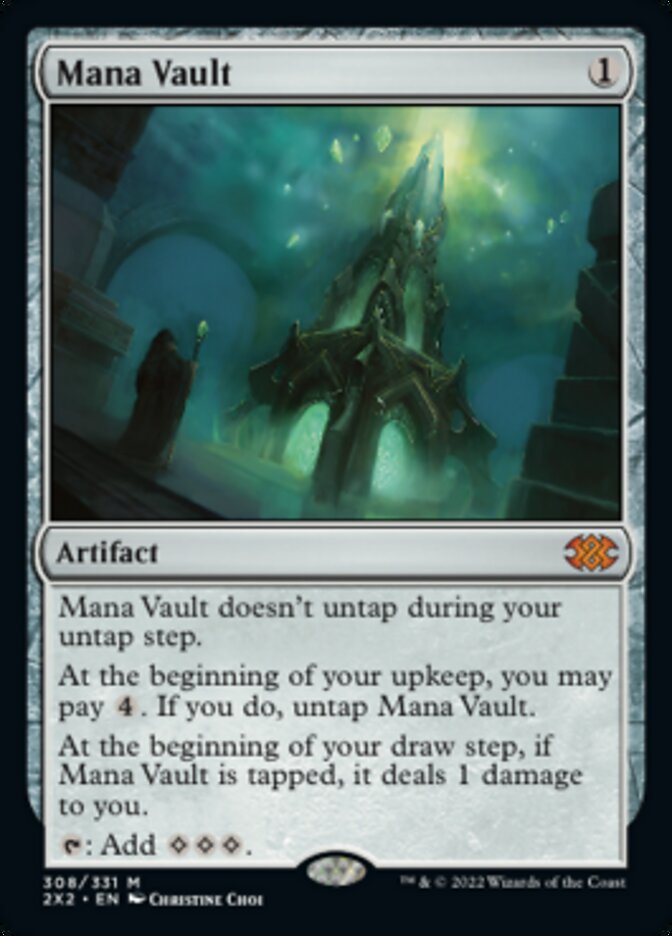 Mana Vault 1
Artifact
Mana Vault doesn't untap during your
untap step.
At the beginning of your upkeep, you may
pay 4. If you do, untap Mana Vault.
At the beginning of your draw step, if
Mana Vault is tapped, it deals 1 damage
to you.
: Add .
308/331 M
™ & © 2022 Wizards of the Coast
2X2 • EN Christine Choi